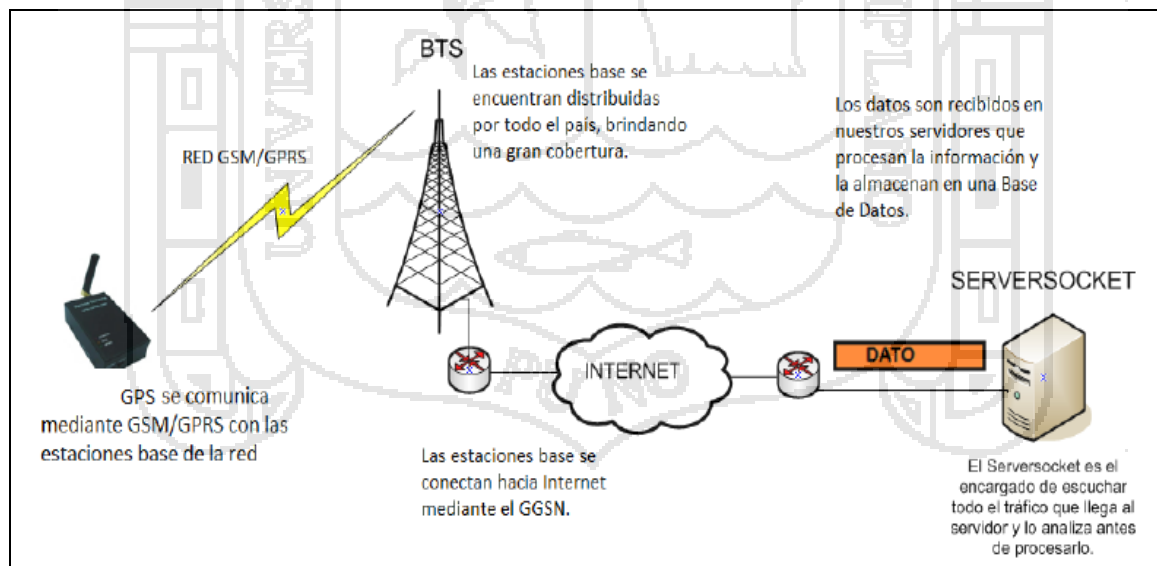 BTS
Las estaciones base se
encuentran distribuidas
por todo el país, brindando
una gran cobertura.
Los datos son recibidos en
nuestros servidores que
procesan la información y
la almacenan en una Base
de Datos.
RED GSM/GPRS
SERVERSOCKET
DATO
INTERNET
GPS se comunica
mediante GSM/GPRS con las
estaciones base de la red
Las estaciones base se
conectan hacia Internet
mediante el GGSN.
El Serversocket es el
encargado de escuchar
todo el tráfico que llega al
servidor y lo analiza antes
de procesarlo.